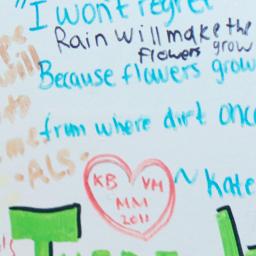 "I won't regret
Rain will make the
flowers grow
Because flowers grow
from where dirt once
-ALS-
KB VM
MM
2011
~Kate